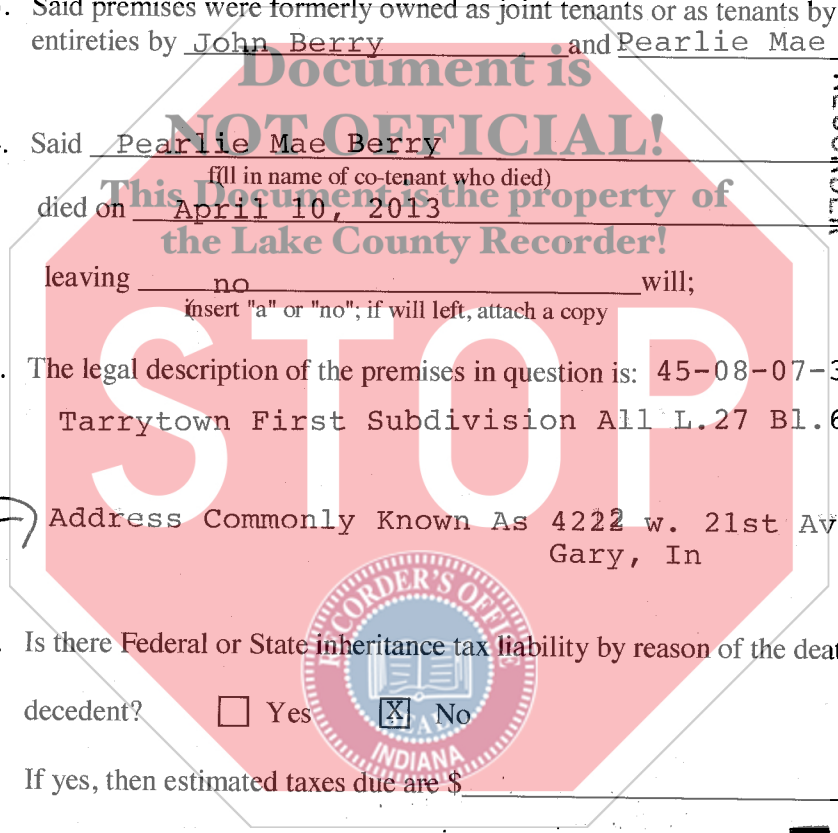 . Said premises were formerly owned as joint tenants or as tenants by
entireties by John Berry and Pearlie Mae
Document is
NOT OFFICIAL!
. Said Pearlie Mae Berry
fill in name of co-tenant who died)
This Document is the property of
died on April 10, 2013
the Lake County Recorder!
leaving no will;
insert "a" or "no"; if will left, attach a copy
STOP
. The legal description of the premises in question is: 45-08-07-3
Tarrytown First Subdivision All L.27 Bl.6
Address Commonly Known As 4222 w. 21st Av
Gary, In
RECORDER'S OFFICE
. Is there Federal or State inheritance tax liability by reason of the deat
decedent? Yes X No
SEAL
INDIANA
If yes, then estimated taxes due are $